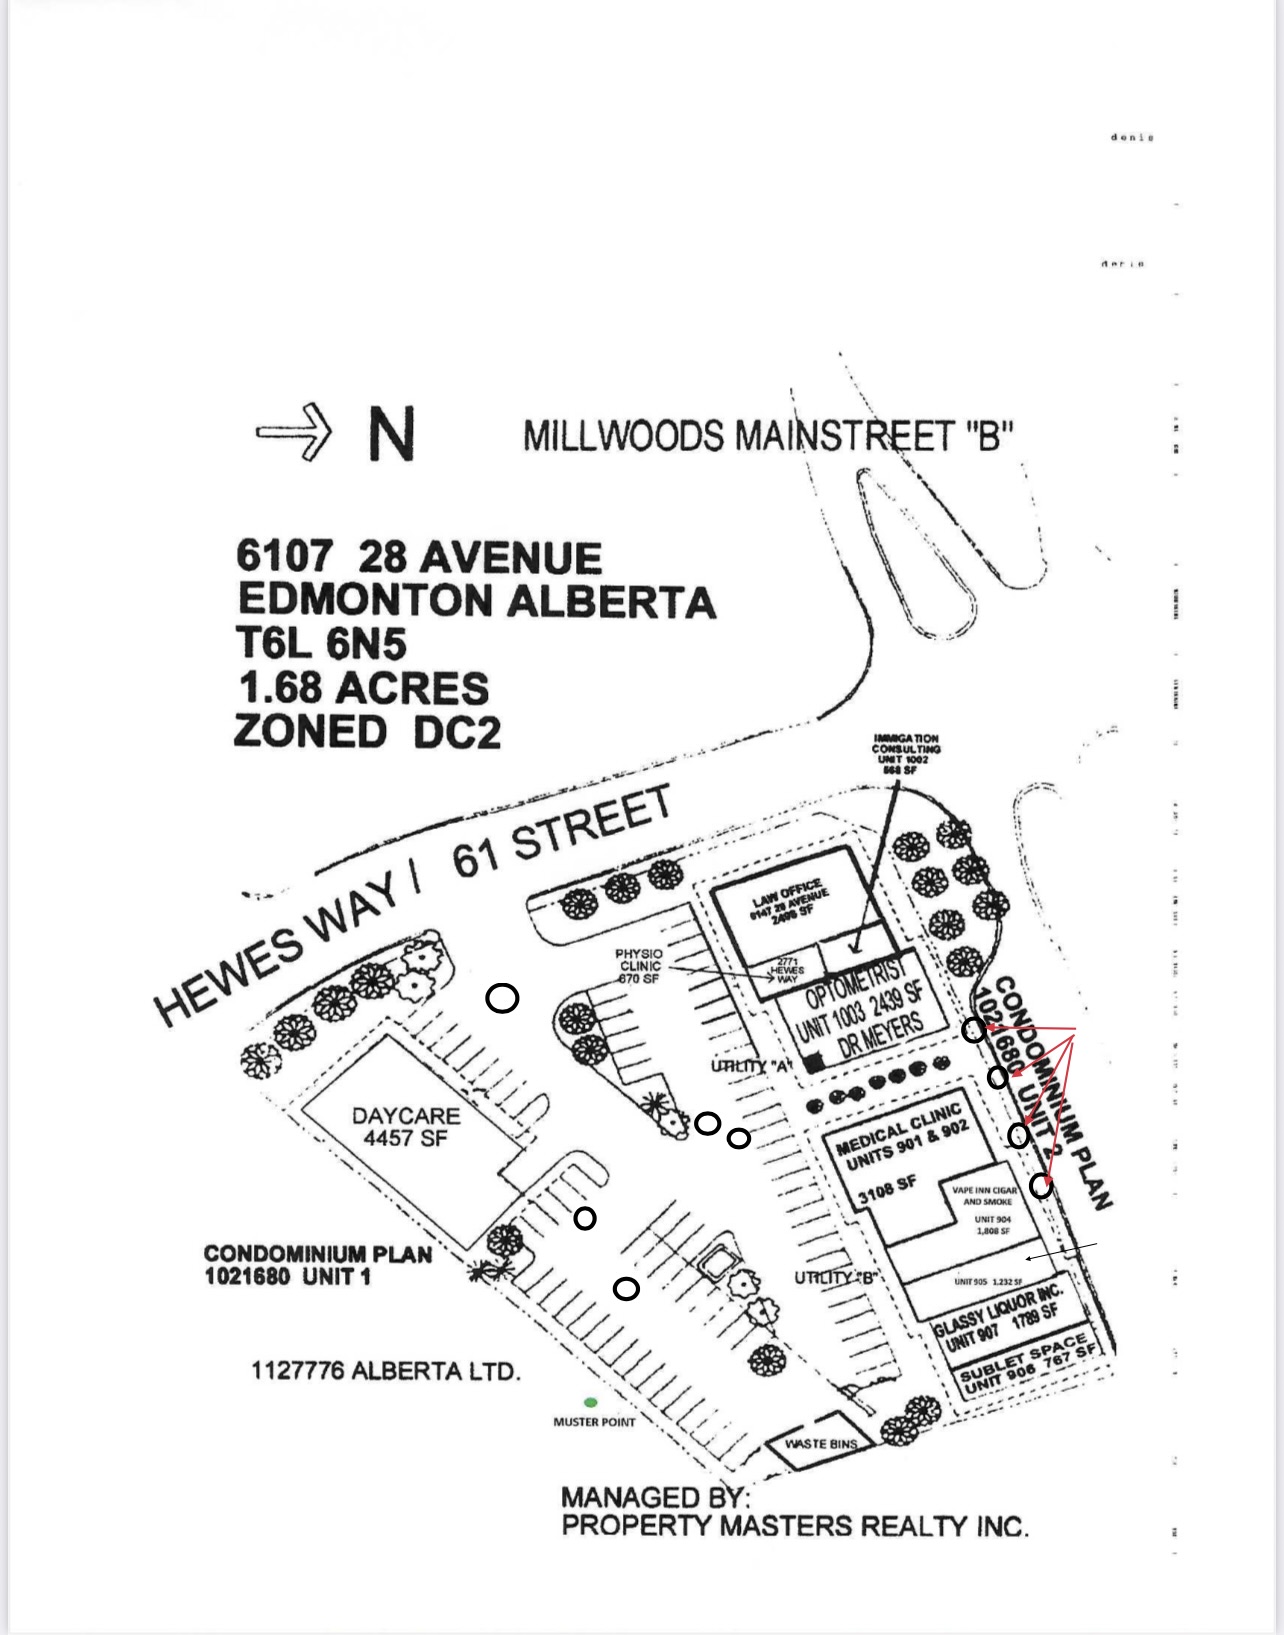 denis
denis
N
MILLWOODS MAINSTREET "B"
6107 28 AVENUE
EDMONTON ALBERTA
T6L 6N5
1.68 ACRES
ZONED DC2
IMMIGATION
CONSULTING
UNIT 1002
568 SF
HEWES WAY / 61 STREET
LAW OFFICE
6147 28 AVENUE
2496 SF
PHYSIO
CLINIC
670 SF
2771
HEWES
WAY
OPTOMETRIST
UNIT 1003 2439 SF
DR MEYERS
CONDOMINIUM PLAN
1021680 UNIT 2
UTILITY "A"
DAYCARE
4457 SF
MEDICAL CLINIC
UNITS 901 & 902
3108 SF
VAPE INN CIGAR
AND SMOKE
UNIT 904
1,808 SF
CONDOMINIUM PLAN
1021680 UNIT 1
UTILITY "B"
UNIT 905 1,232 SF
GLASSY LIQUOR INC.
UNIT 907 1789 SF
SUBLET SPACE
UNIT 906 767 SF
1127776 ALBERTA LTD.
MUSTER POINT
WASTE BINS
MANAGED BY:
PROPERTY MASTERS REALTY INC.